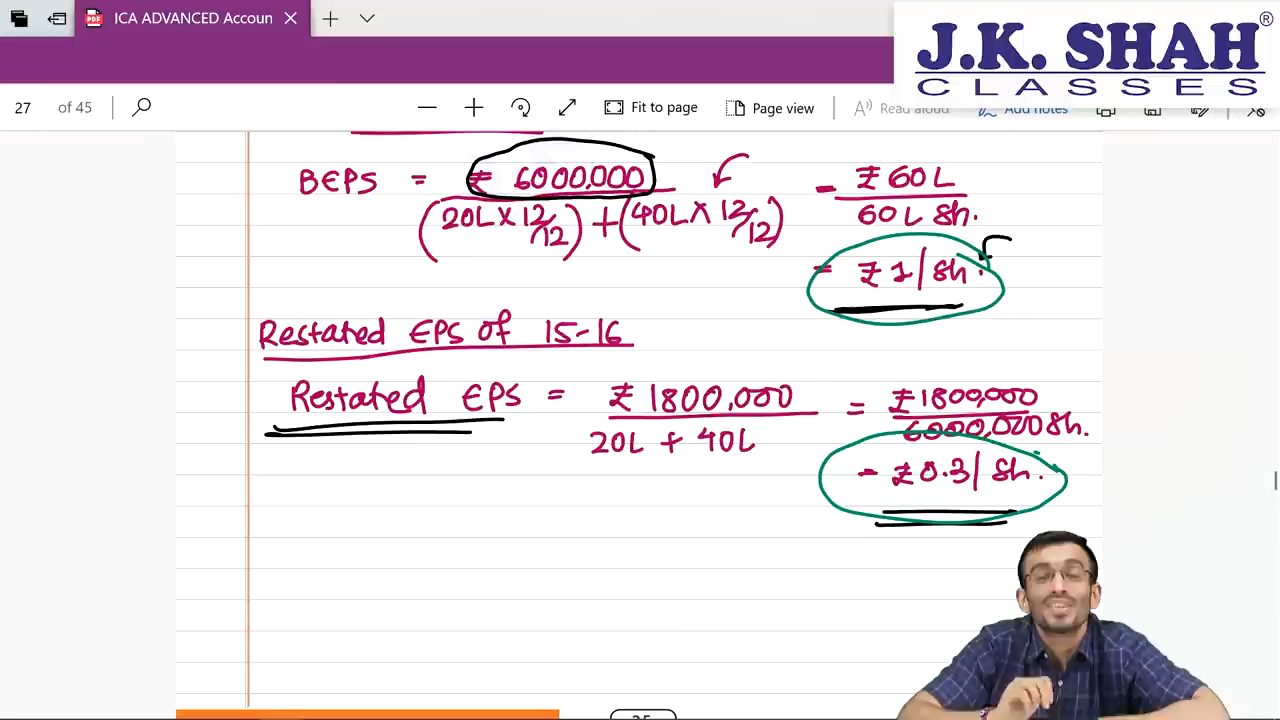 ICA ADVANCED Accoun
J.K. SHAH®
CLASSES
27 of 45
Fit to page
Page view
Read aloud
Add notes
BEPS = ₹ 6000,000 / (20L × 12/12) + (40L × 12/12) = ₹ 60L / 60L Sh.
= ₹ 1/Sh.
Restated EPS of 15-16
Restated EPS = ₹ 1800,000 / 20L + 40L = ₹1800,000 / 6000,000 Sh.
= ₹0.3/Sh.